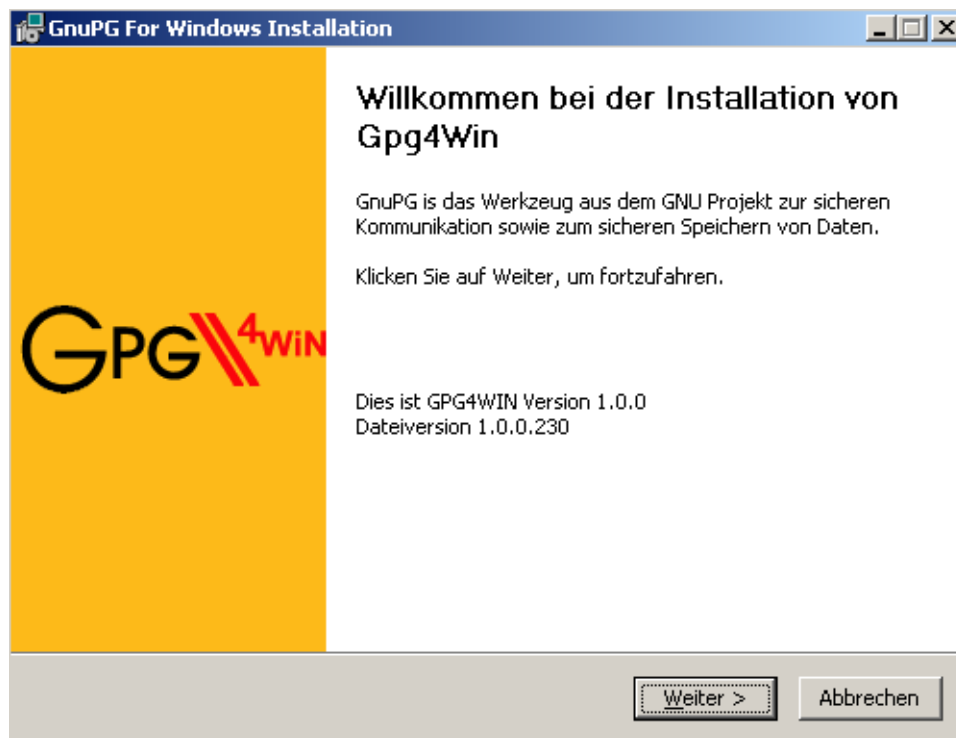 GnuPG For Windows Installation
Willkommen bei der Installation von
Gpg4Win
GnuPG is das Werkzeug aus dem GNU Projekt zur sicheren
Kommunikation sowie zum sicheren Speichern von Daten.
Klicken Sie auf Weiter, um fortzufahren.
GPG4WiN
Dies ist GPG4WIN Version 1.0.0
Dateiversion 1.0.0.230
Weiter >
Abbrechen